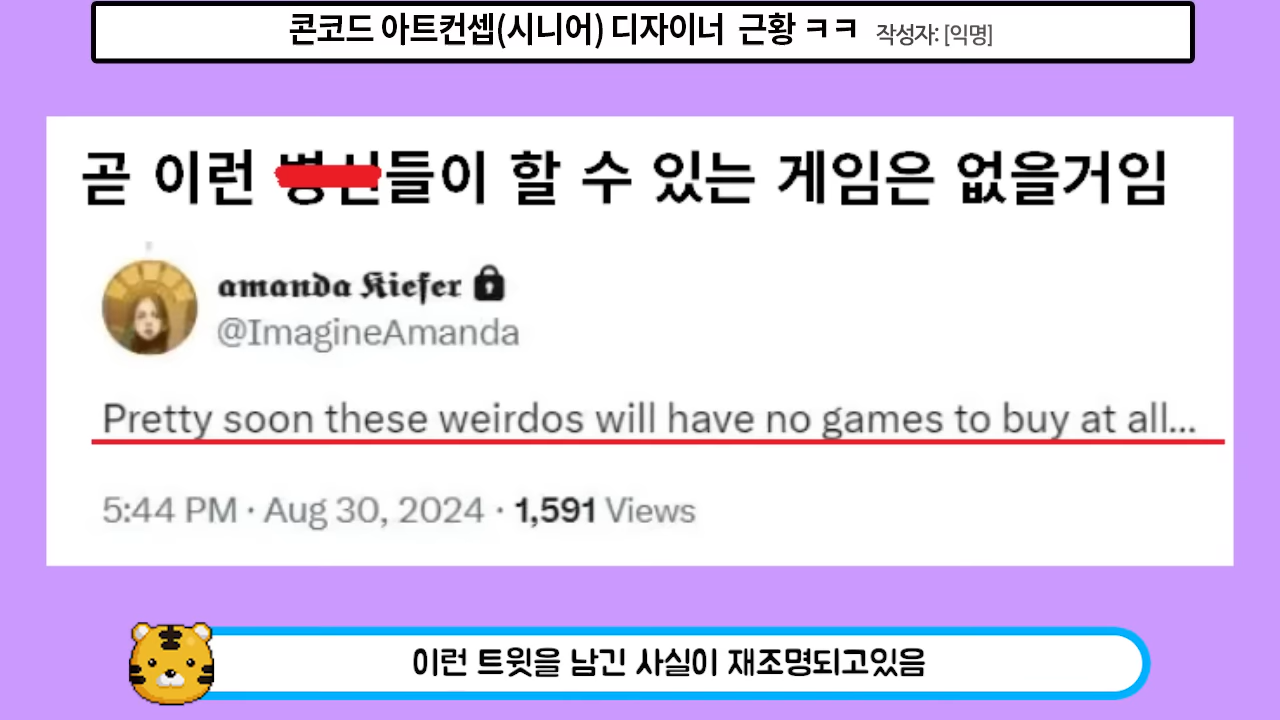 콘코드 아트컨셉(시니어) 디자이너 근황 ㅋㅋ 작성자: [익명]
곧 이런 들이 할 수 있는 게임은 없을거임
amanda Kiefer
@ImagineAmanda
Pretty soon these weirdos will have no games to buy at all...
5:44 PM · Aug 30, 2024 · 1,591 Views
이런 트윗을 남긴 사실이 재조명되고있음